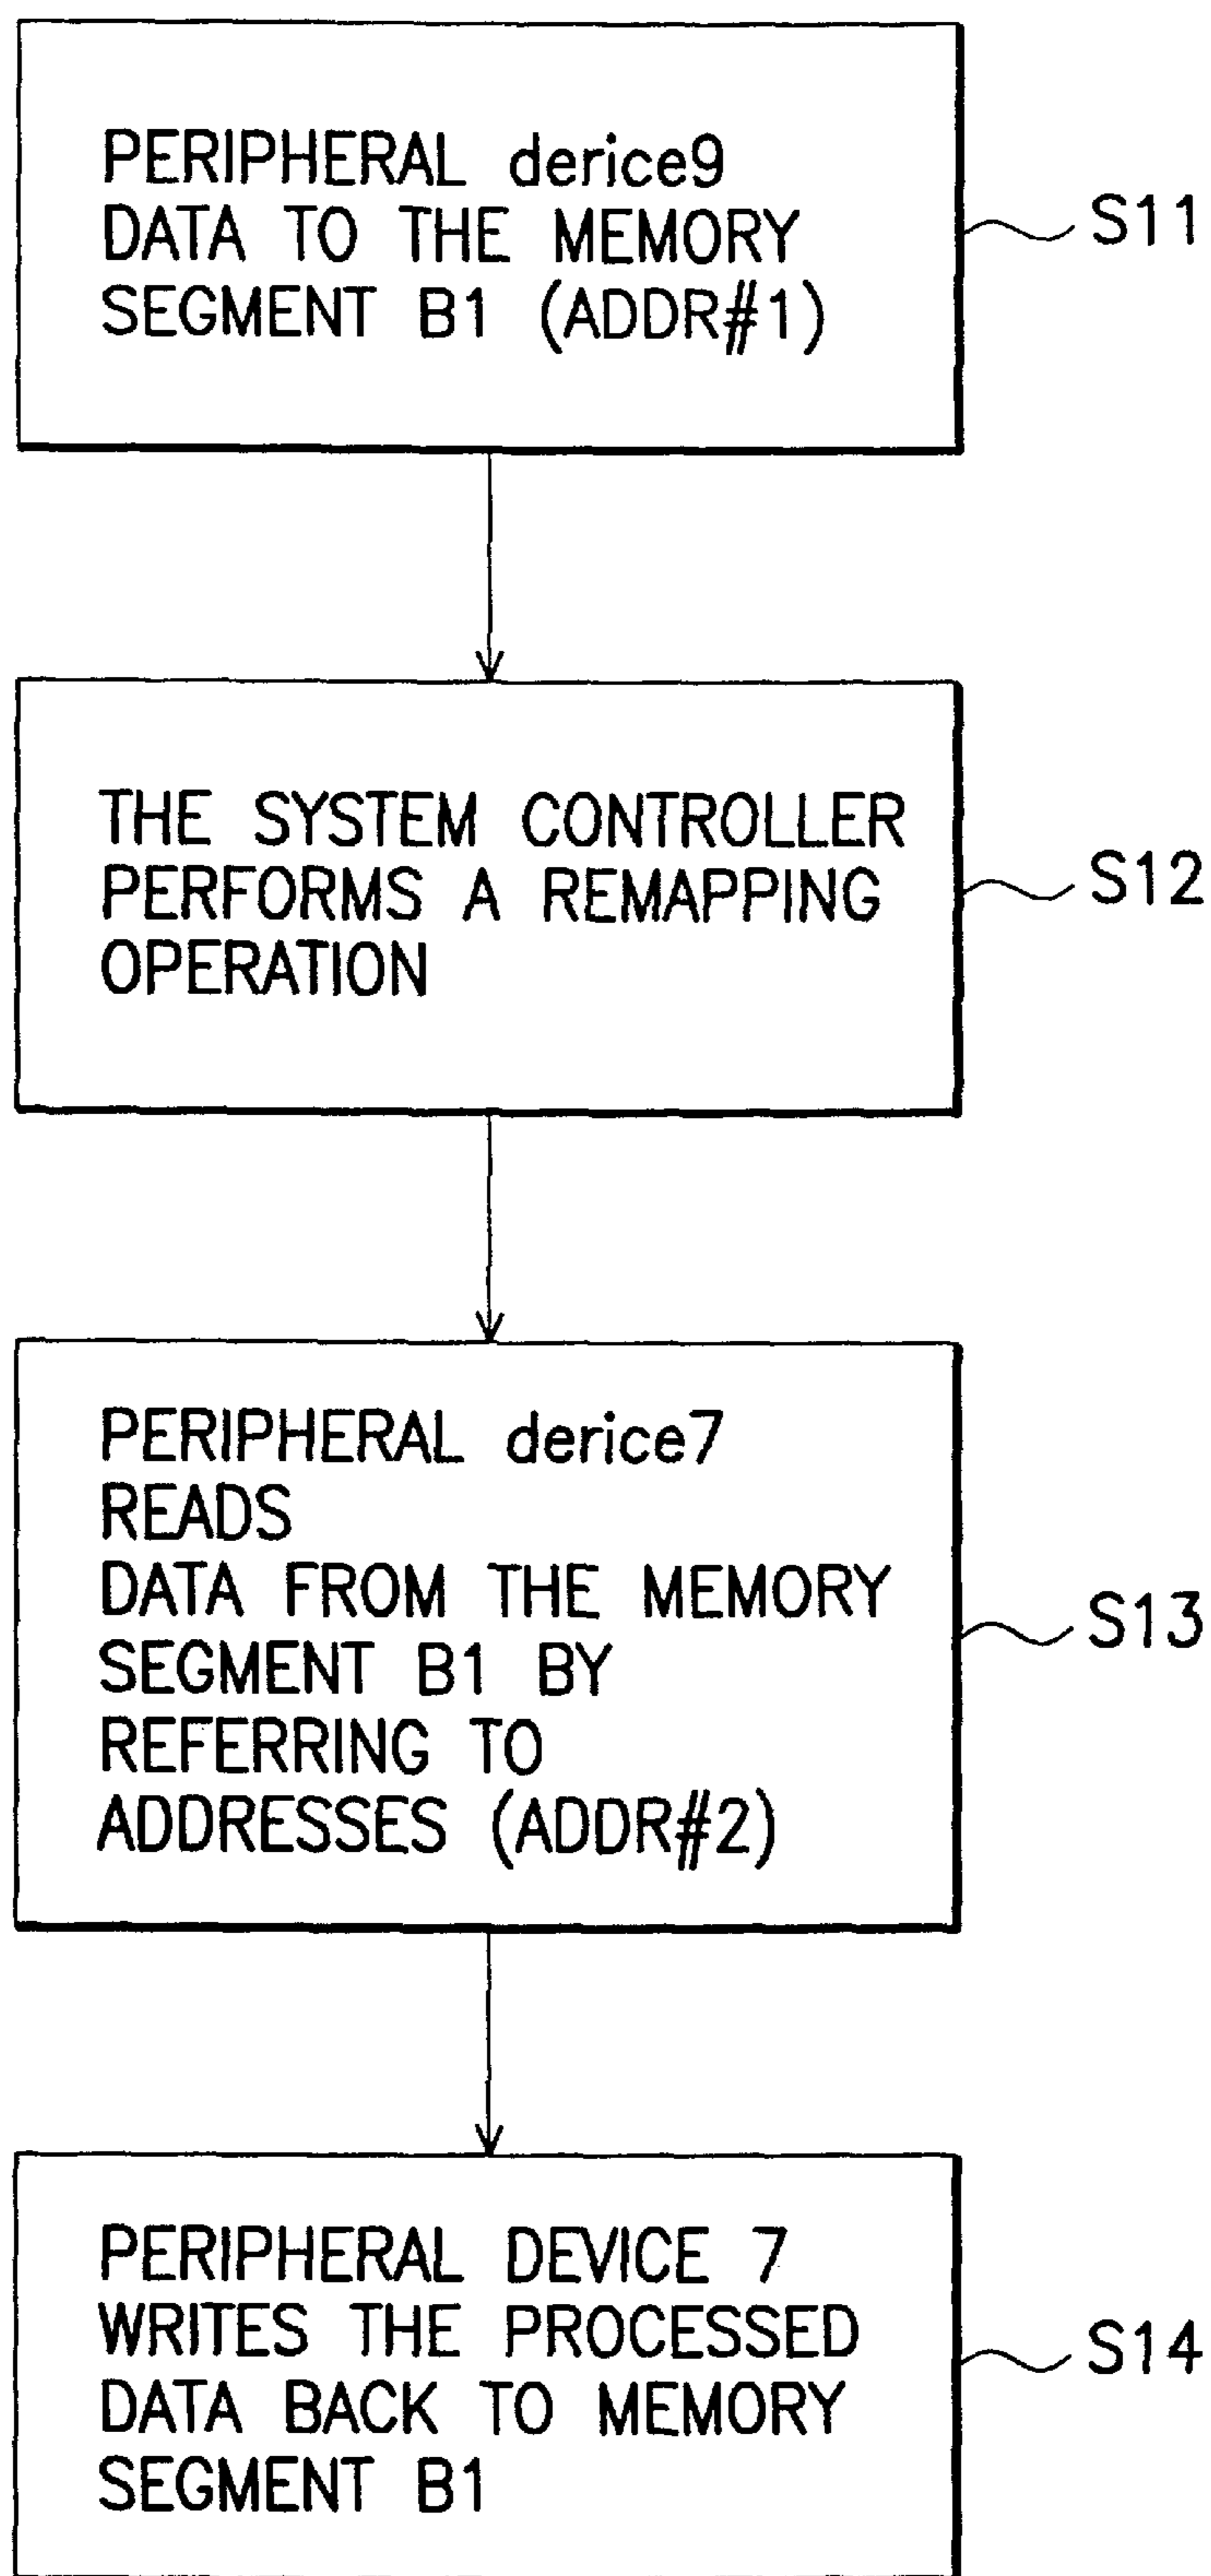 PERIPHERAL derice9
DATA TO THE MEMORY
SEGMENT B1 (ADDR#1)
S11
THE SYSTEM CONTROLLER
PERFORMS A REMAPPING
OPERATION
S12
PERIPHERAL derice7
READS
DATA FROM THE MEMORY
SEGMENT B1 BY
REFERRING TO
ADDRESSES (ADDR#2)
S13
PERIPHERAL DEVICE 7
WRITES THE PROCESSED
DATA BACK TO MEMORY
SEGMENT B1
S14